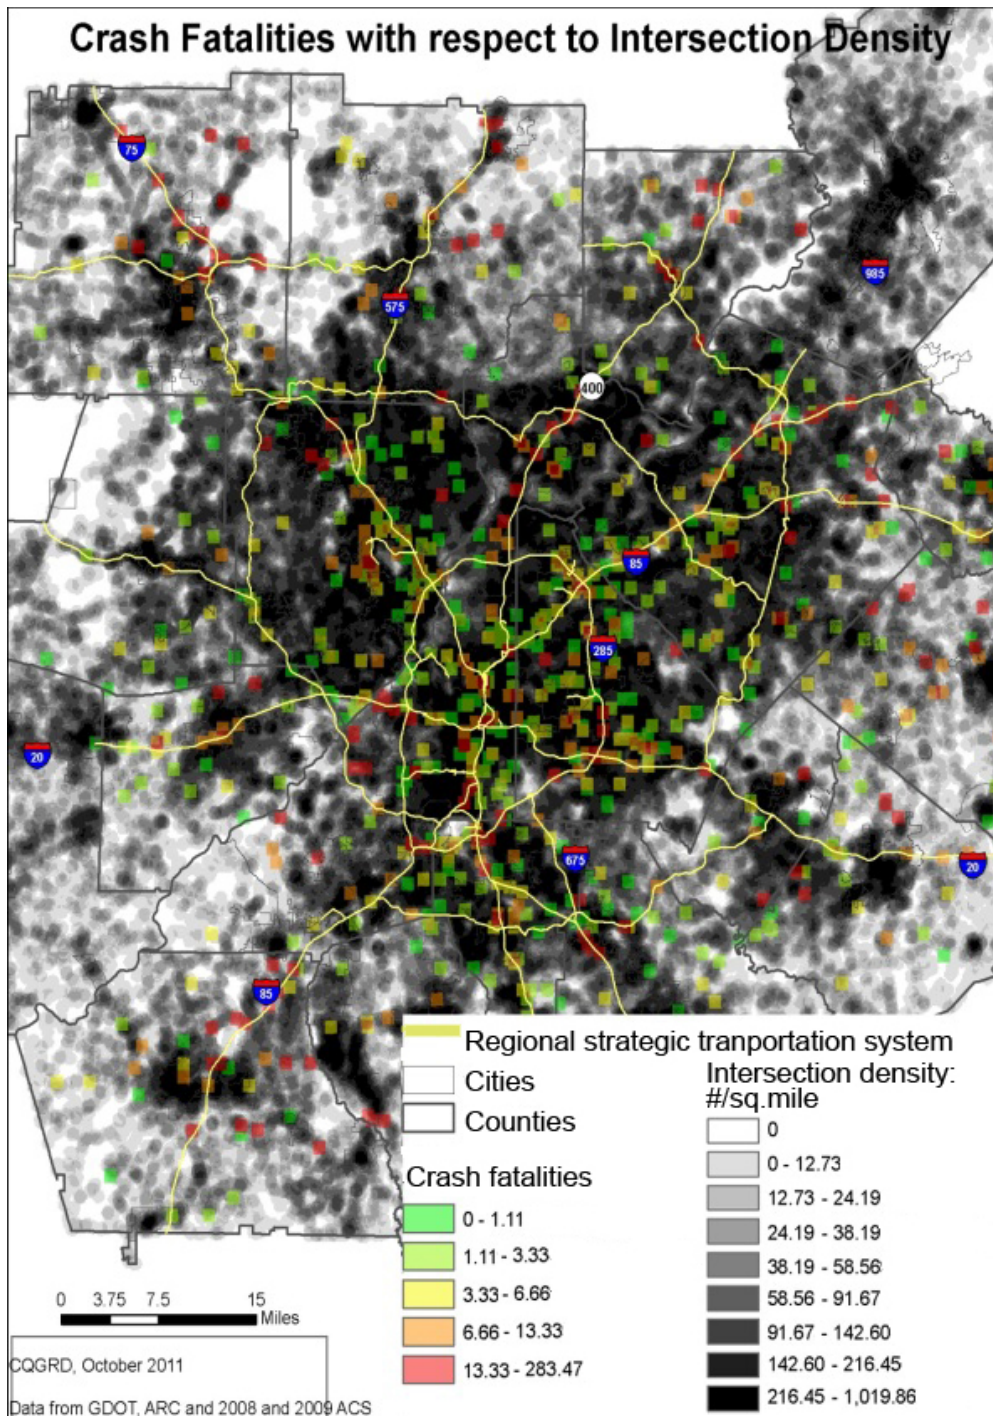 Crash Fatalities with respect to Intersection Density
75
985
575
400
85
285
20
675
20
85
Regional strategic tranportation system
Cities
Counties
Crash fatalities
0 - 1.11
1.11 - 3.33
3.33 - 6.66
6.66 - 13.33
13.33 - 283.47
Intersection density:
#/sq.mile
0
0 - 12.73
12.73 - 24.19
24.19 - 38.19
38.19 - 58.56
58.56 - 91.67
91.67 - 142.60
142.60 - 216.45
216.45 - 1,019.86
0 3.75 7.5 15
Miles
CQGRD, October 2011
Data from GDOT, ARC and 2008 and 2009 ACS